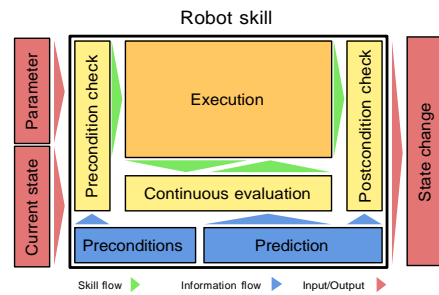 Robot skill
Parameter
Current state
Precondition check
Execution
Continuous evaluation
Postcondition check
State change
Preconditions
Prediction
Skill flow
Information flow
Input/Output